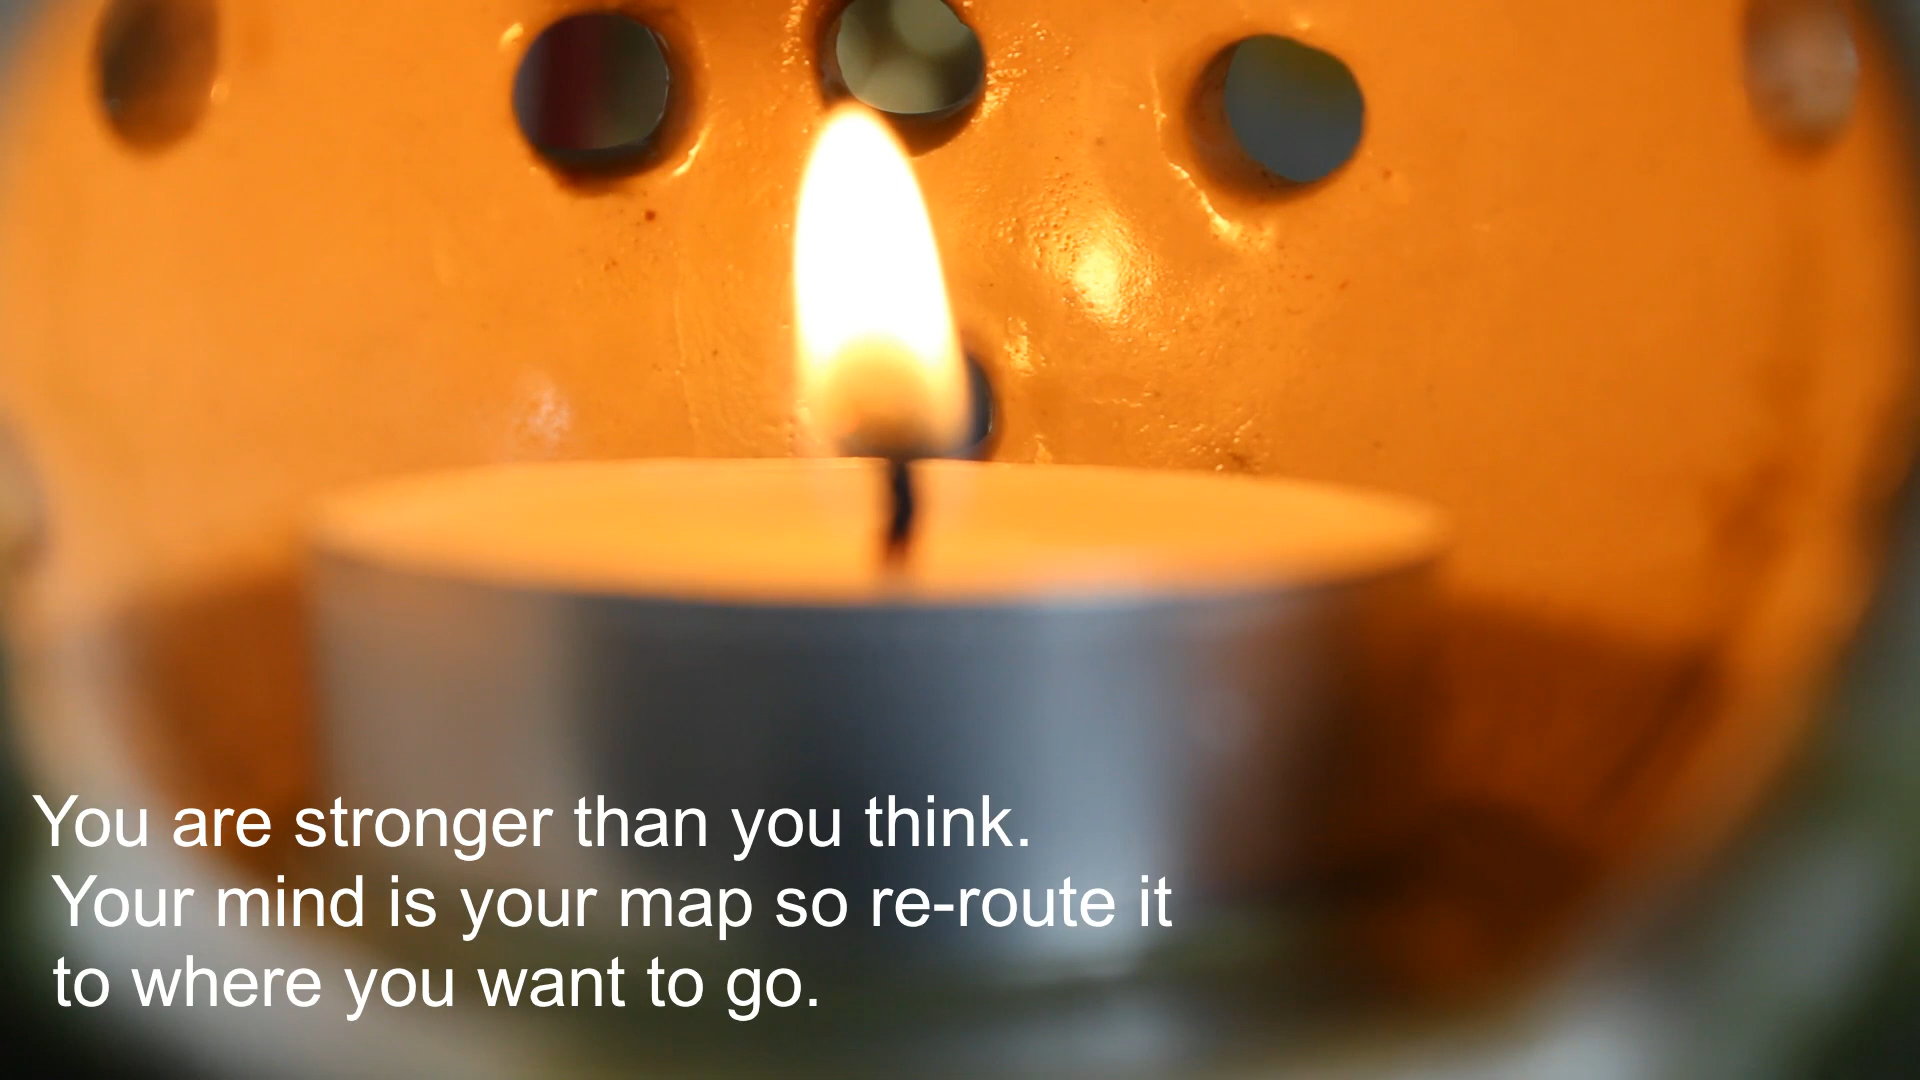 You are stronger than you think.
Your mind is your map so re-route it
to where you want to go.